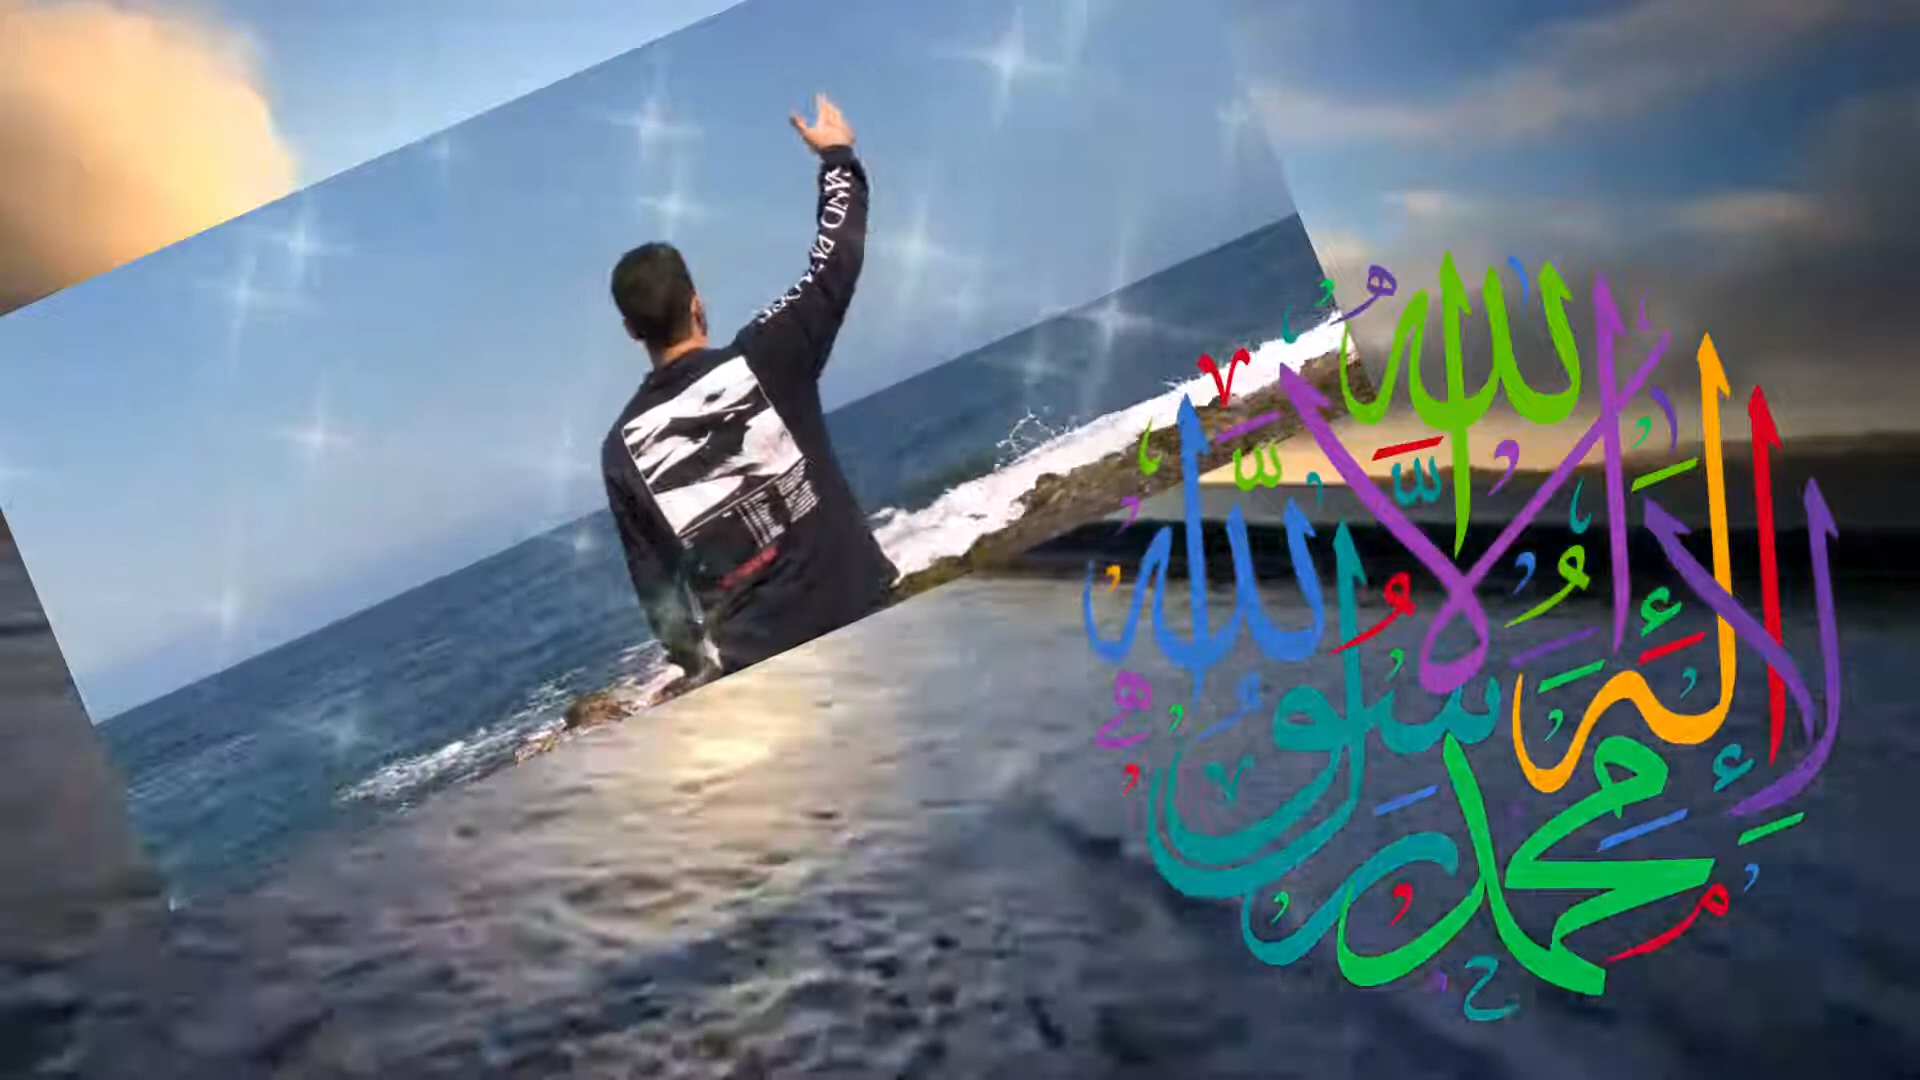 لا إله إلا الله
محمد رسول الله